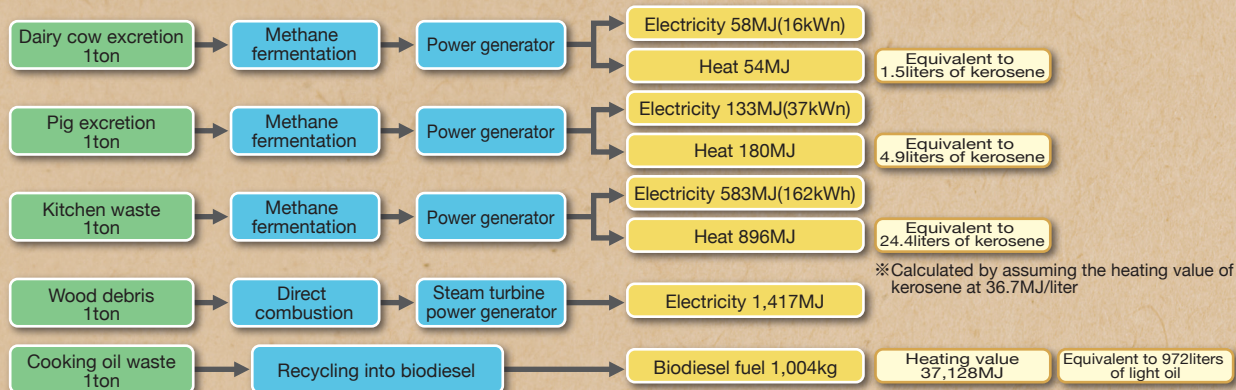 Dairy cow excretion
1ton
Methane
fermentation
Power generator
Electricity 58MJ(16kWn)
Heat 54MJ
Equivalent to
1.5liters of kerosene
Pig excretion
1ton
Methane
fermentation
Power generator
Electricity 133MJ(37kWn)
Heat 180MJ
Equivalent to
4.9liters of kerosene
Kitchen waste
1ton
Methane
fermentation
Power generator
Electricity 583MJ(162kWh)
Heat 896MJ
Equivalent to
24.4liters of kerosene
※Calculated by assuming the heating value of
kerosene at 36.7MJ/liter
Wood debris
1ton
Direct
combustion
Steam turbine
power generator
Electricity 1,417MJ
Cooking oil waste
1ton
Recycling into biodiesel
Biodiesel fuel 1,004kg
Heating value
37,128MJ
Equivalent to 972liters
of light oil